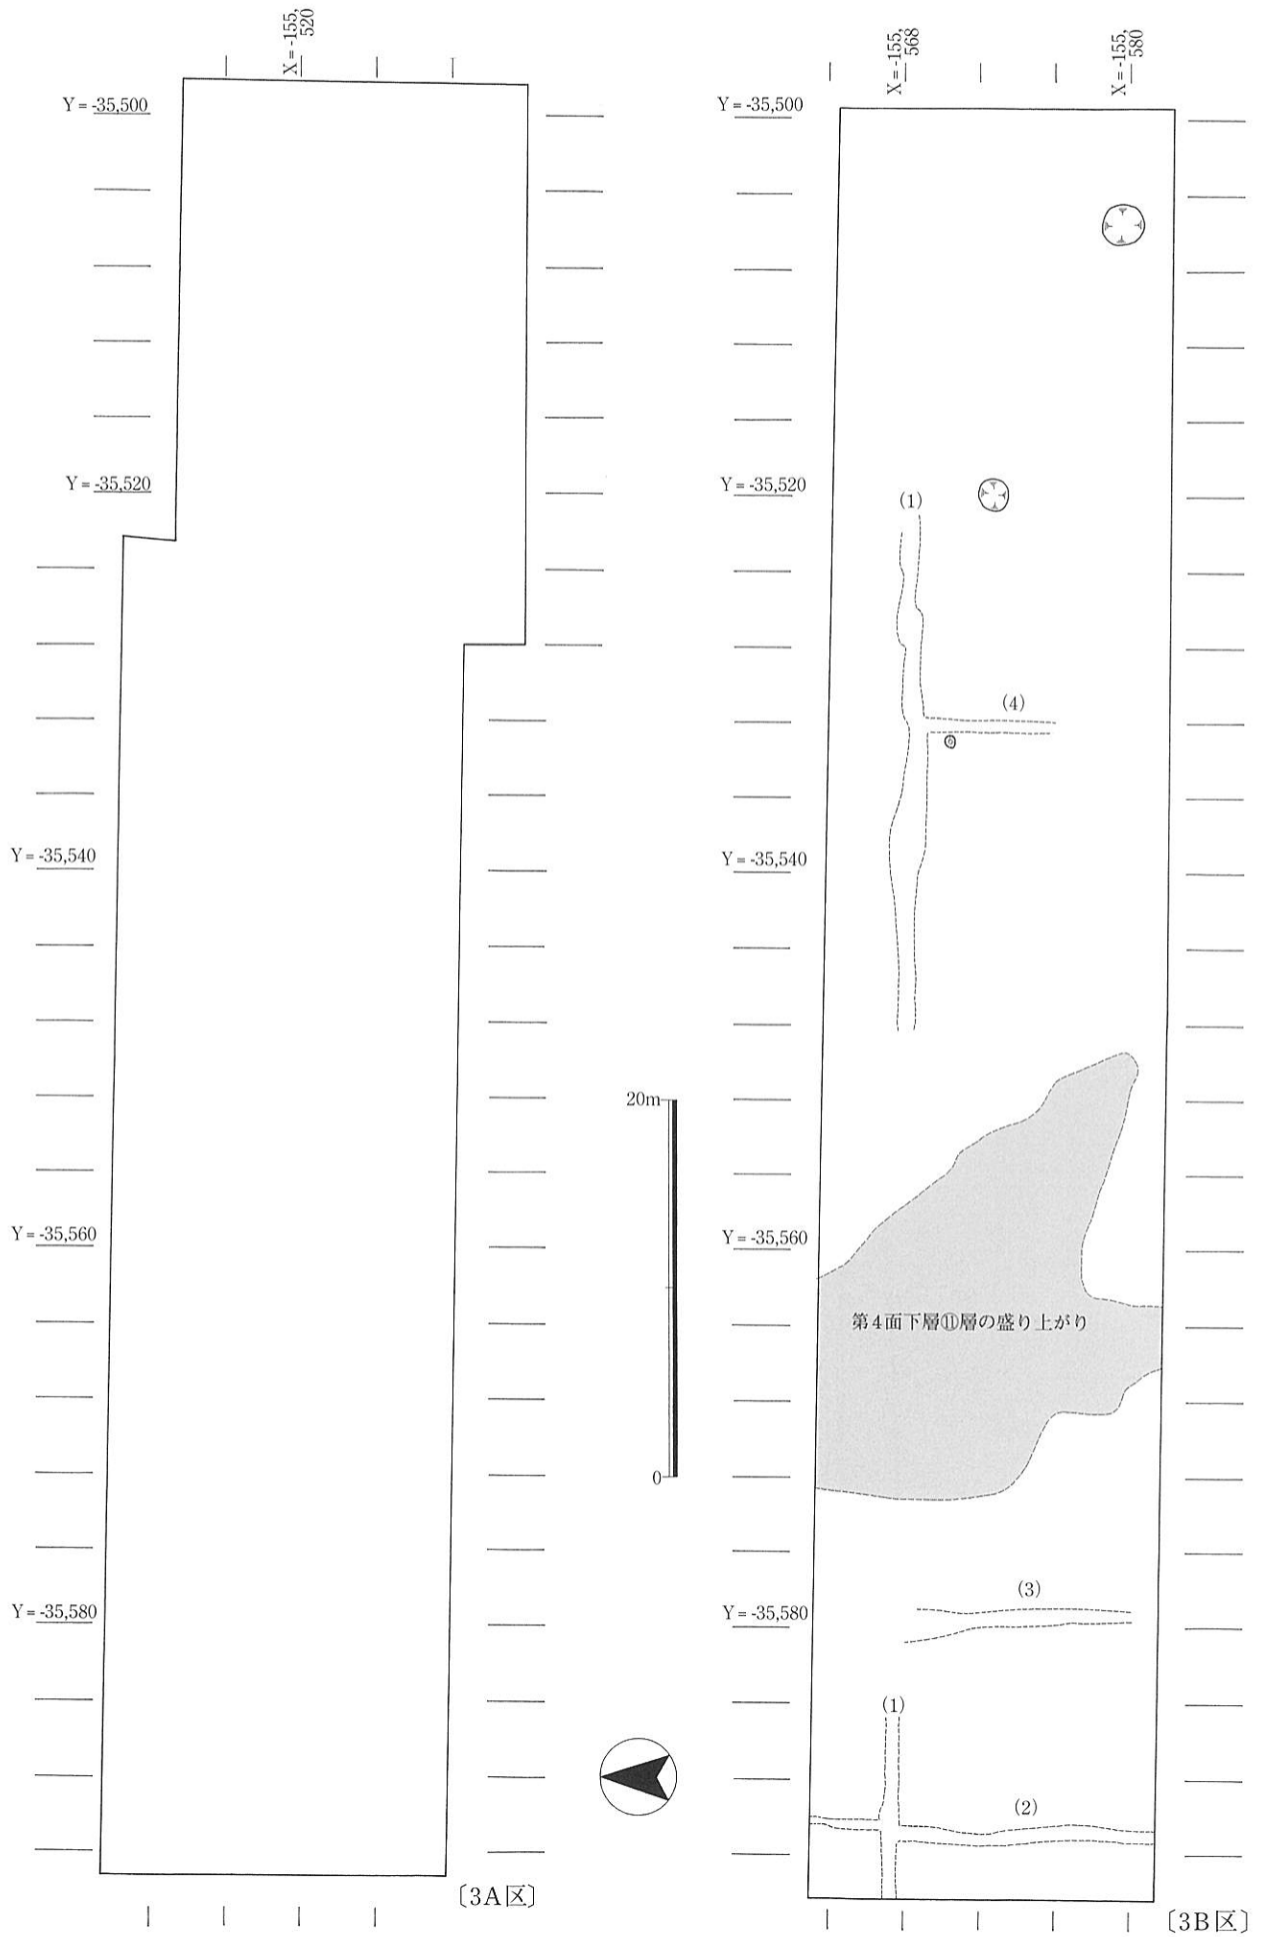 X = -155,
520
Y = -35,500
Y = -35,520
Y = -35,540
Y = -35,560
Y = -35,580
〔3A区〕
20m
0
X = -155,
568
X = -155,
580
Y = -35,500
Y = -35,520
(1)
(4)
Y = -35,540
Y = -35,560
第4面下層⑪層の盛り上がり
(3)
Y = -35,580
(1)
(2)
〔3B区〕